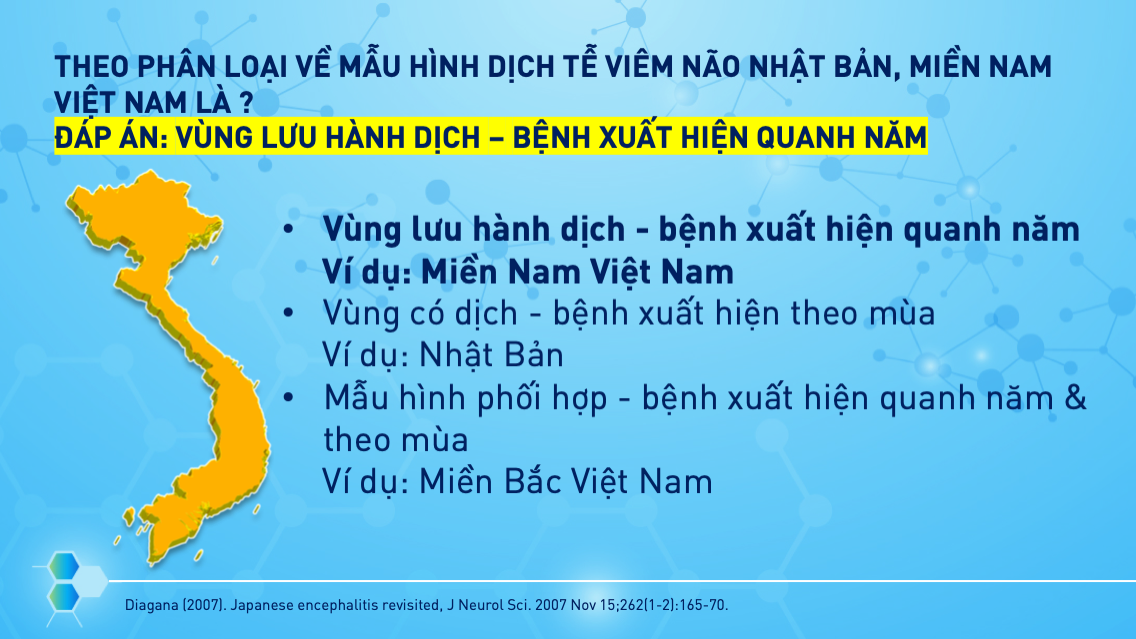 THEO PHÂN LOẠI VỀ MẪU HÌNH DỊCH TỄ VIÊM NÃO NHẬT BẢN, MIỀN NAM
VIỆT NAM LÀ ?
ĐÁP ÁN: VÙNG LƯU HÀNH DỊCH – BỆNH XUẤT HIỆN QUANH NĂM
• Vùng lưu hành dịch - bệnh xuất hiện quanh năm
Ví dụ: Miền Nam Việt Nam
• Vùng có dịch - bệnh xuất hiện theo mùa
Ví dụ: Nhật Bản
• Mẫu hình phối hợp - bệnh xuất hiện quanh năm &
theo mùa
Ví dụ: Miền Bắc Việt Nam
Diagana (2007). Japanese encephalitis revisited, J Neurol Sci. 2007 Nov 15;262(1-2):165-70.